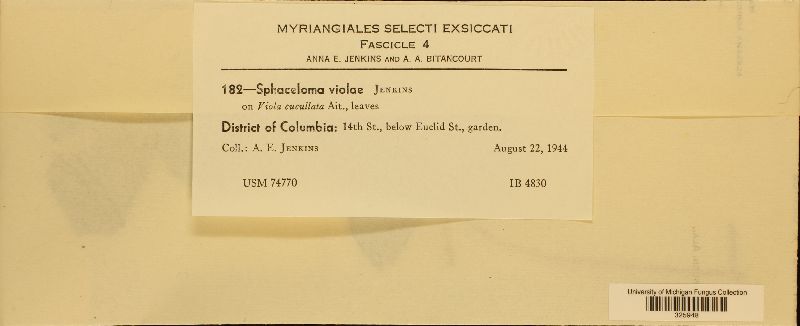 MYRIANGIALES SELECTI EXSICCATI
FASCICLE 4
ANNA E. JENKINS AND A. A. BITANCOURT
182—Sphaceloma violae JENKINS
on Viola cucullata Ait., leaves
District of Columbia: 14th St., below Euclid St., garden.
Coll.: A. E. JENKINS August 22, 1944
USM 74770 IB 4830
University of Michigan Fungus Collection
325948